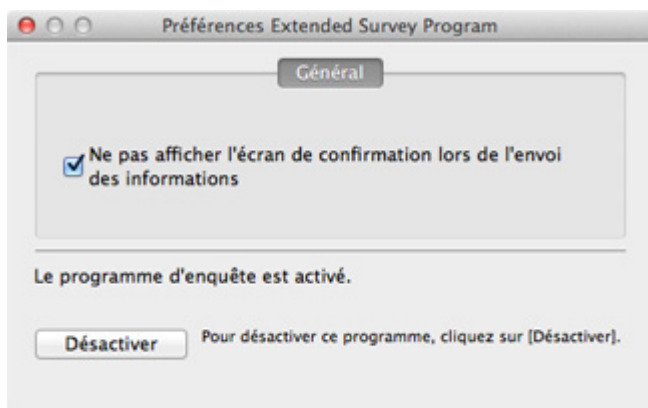 Préférences Extended Survey Program
Général
Ne pas afficher l'écran de confirmation lors de l'envoi
des informations
Le programme d'enquête est activé.
Désactiver
Pour désactiver ce programme, cliquez sur [Désactiver].